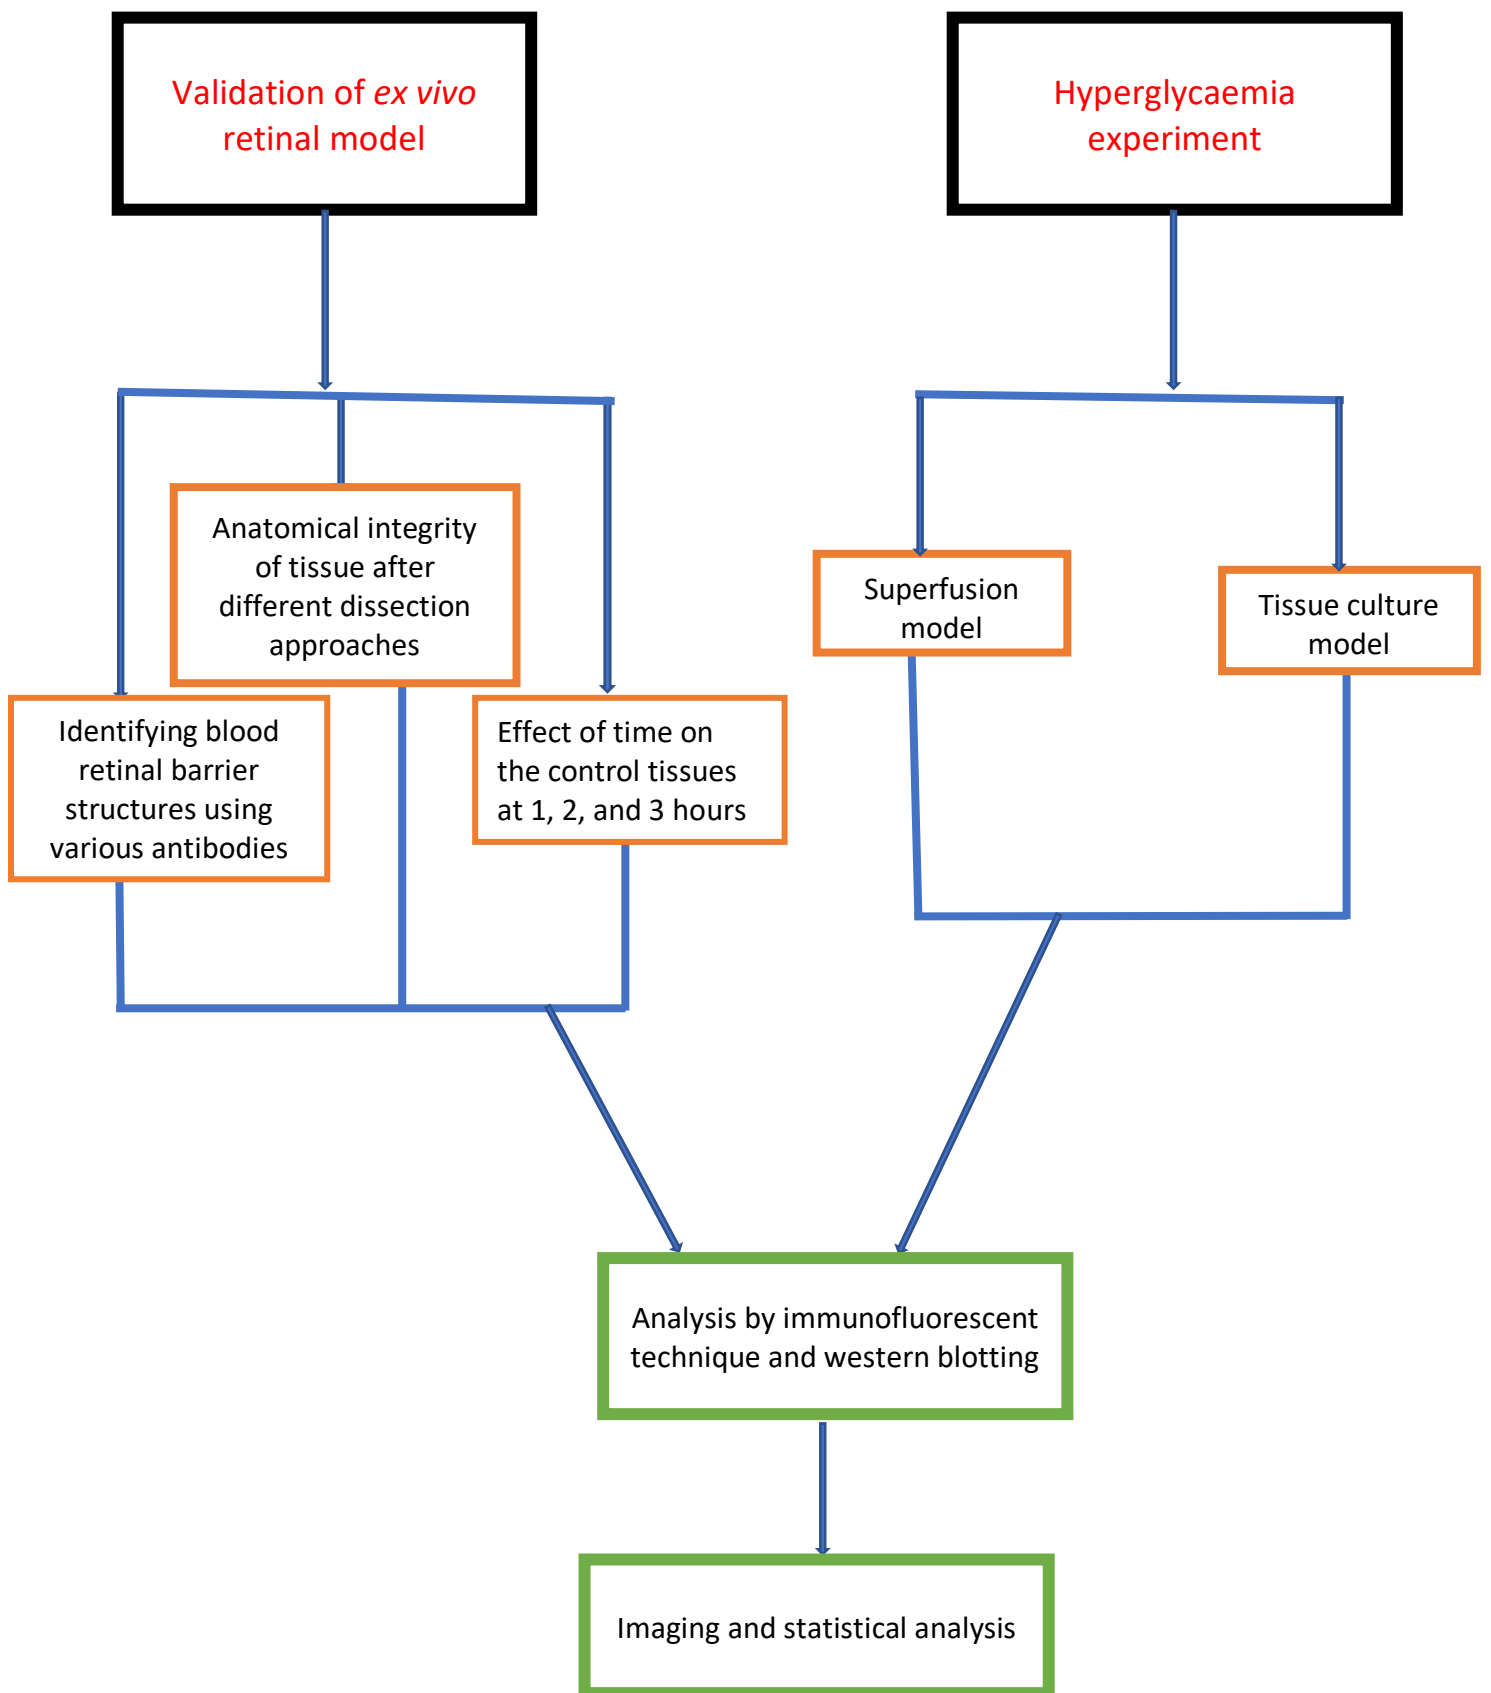 Validation of ex vivo
retinal model
Hyperglycaemia
experiment
Anatomical integrity
of tissue after
different dissection
approaches
Identifying blood
retinal barrier
structures using
various antibodies
Effect of time on
the control tissues
at 1, 2, and 3 hours
Superfusion
model
Tissue culture
model
Analysis by immunofluorescent
technique and western blotting
Imaging and statistical analysis